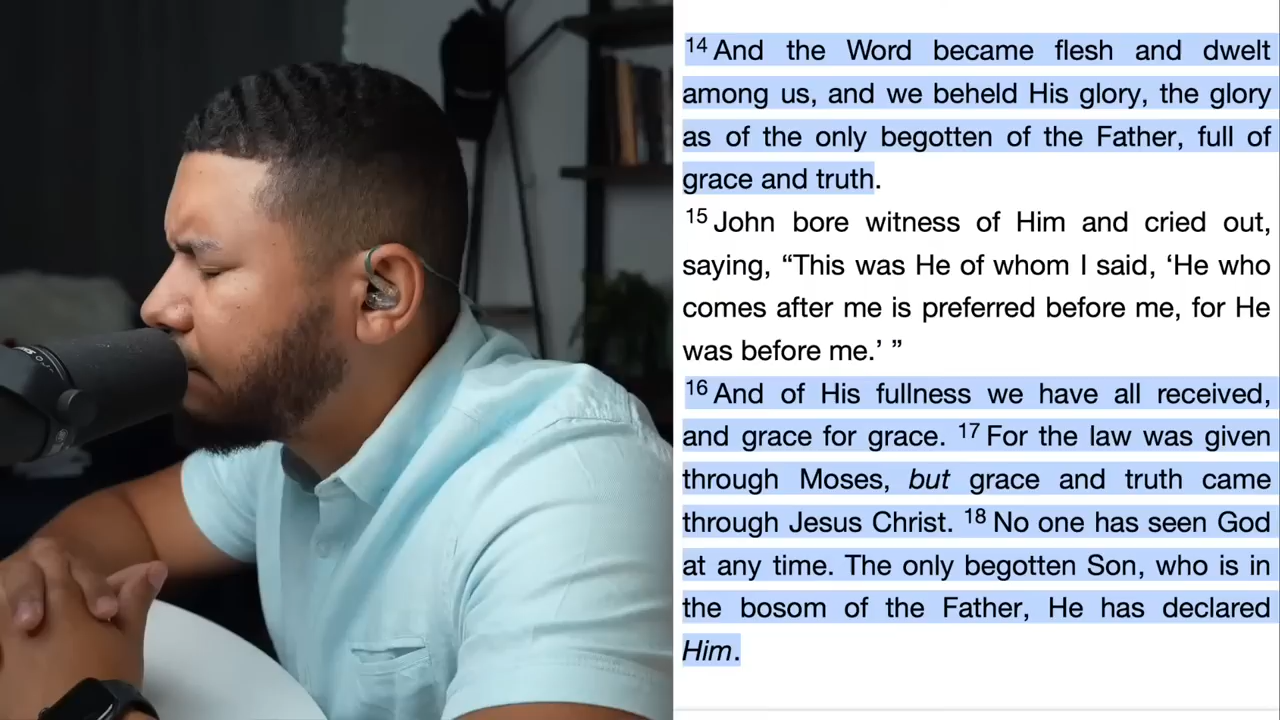 14 And the Word became flesh and dwelt
among us, and we beheld His glory, the glory
as of the only begotten of the Father, full of
grace and truth.
15 John bore witness of Him and cried out,
saying, “This was He of whom I said, ‘He who
comes after me is preferred before me, for He
was before me.’ ”
16 And of His fullness we have all received,
and grace for grace. 17 For the law was given
through Moses, but grace and truth came
through Jesus Christ. 18 No one has seen God
at any time. The only begotten Son, who is in
the bosom of the Father, He has declared
Him.